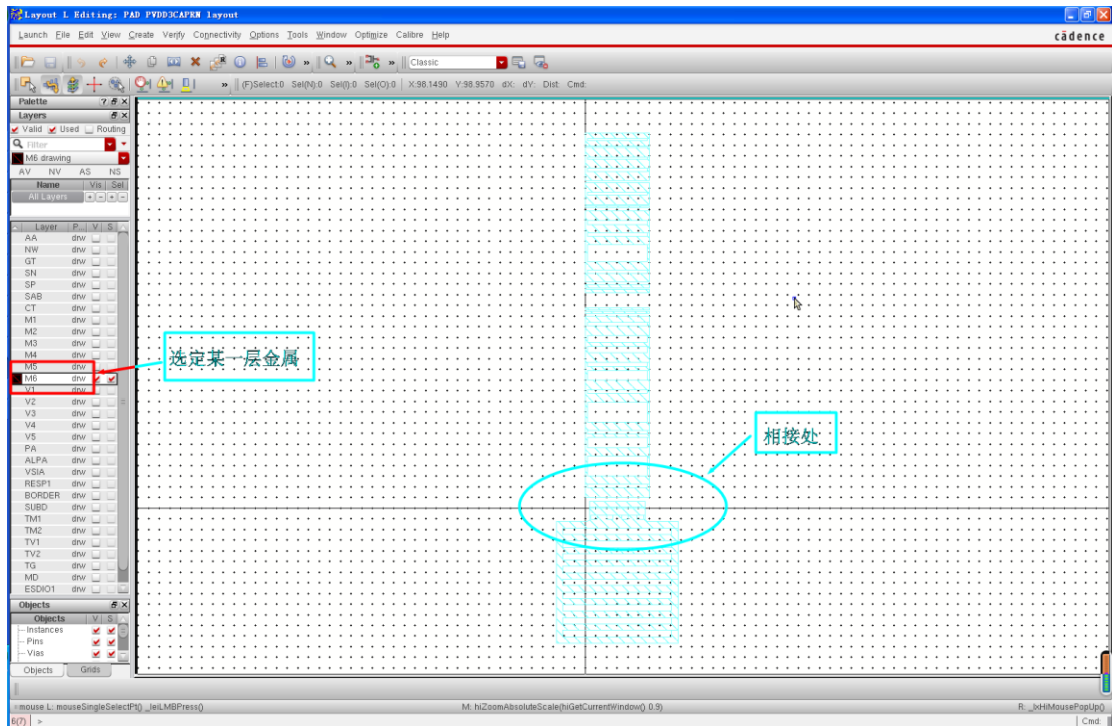 Layout L Editing: PAD PVDD3CAPEN layout
Launch File Edit View Create Verify Connectivity Options Tools Window Optimize Calibre Help
cādence
Classic
(F)Select:0 Sel(N):0 Sel(I):0 Sel(O):0 X:98.1490 Y:98.9570 dX: dY: Dist: Cmd:
Palette
Layers
Valid Used Routing
Filter
M6 drawing
AV NV AS NS
Name Vis Sel
All Layers
Layer P... V S
AA drw
NW drw
GT drw
SN drw
SP drw
SAB drw
CT drw
M1 drw
M2 drw
M3 drw
M4 drw
M5 drw
选定某一层金属
M6 drw
V1 drw
V2 drw
V3 drw
V4 drw
V5 drw
相接处
PA drw
ALPA drw
VSIA drw
RESP1 drw
BORDER drw
SUBD drw
TM1 drw
TM2 drw
TV1 drw
TV2 drw
TG drw
MD drw
ESDIO1 drw
Objects
Objects V S
Instances
Pins
Vias
Objects Grids
mouse L: mouseSingleSelectPt() _leiLMBPress()
M: hiZoomAbsoluteScale(hiGetCurrentWindow() 0.9)
R: _lxHiMousePopUp()
6(7) >
Cmd: